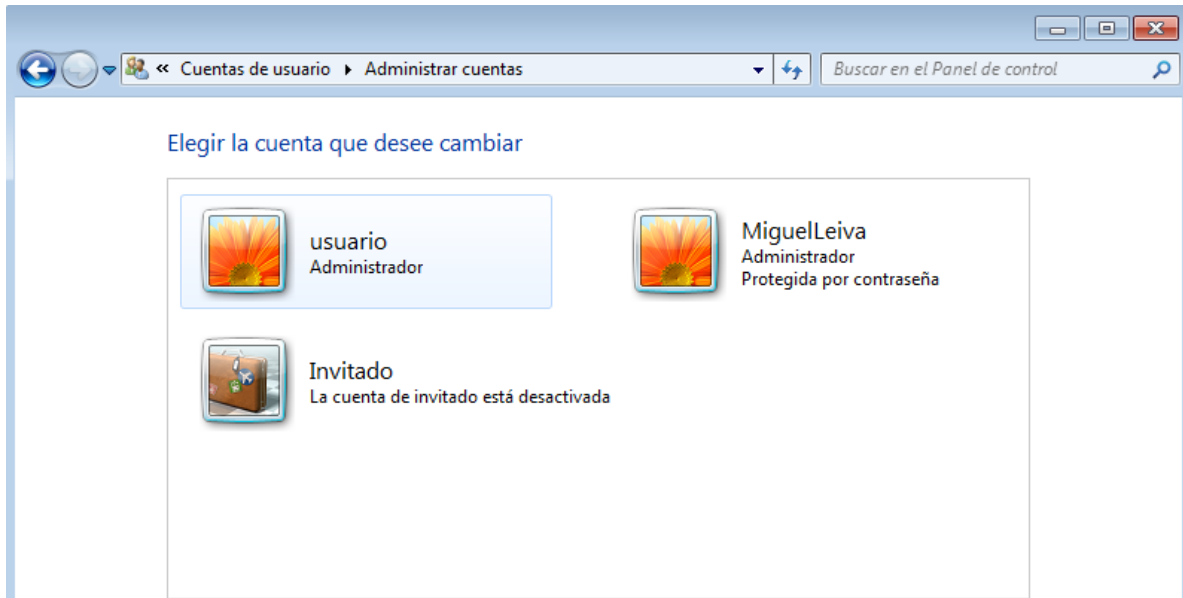 « Cuentas de usuario ▸ Administrar cuentas
Buscar en el Panel de control
Elegir la cuenta que desee cambiar
usuario
Administrador
MiguelLeiva
Administrador
Protegida por contraseña
Invitado
La cuenta de invitado está desactivada